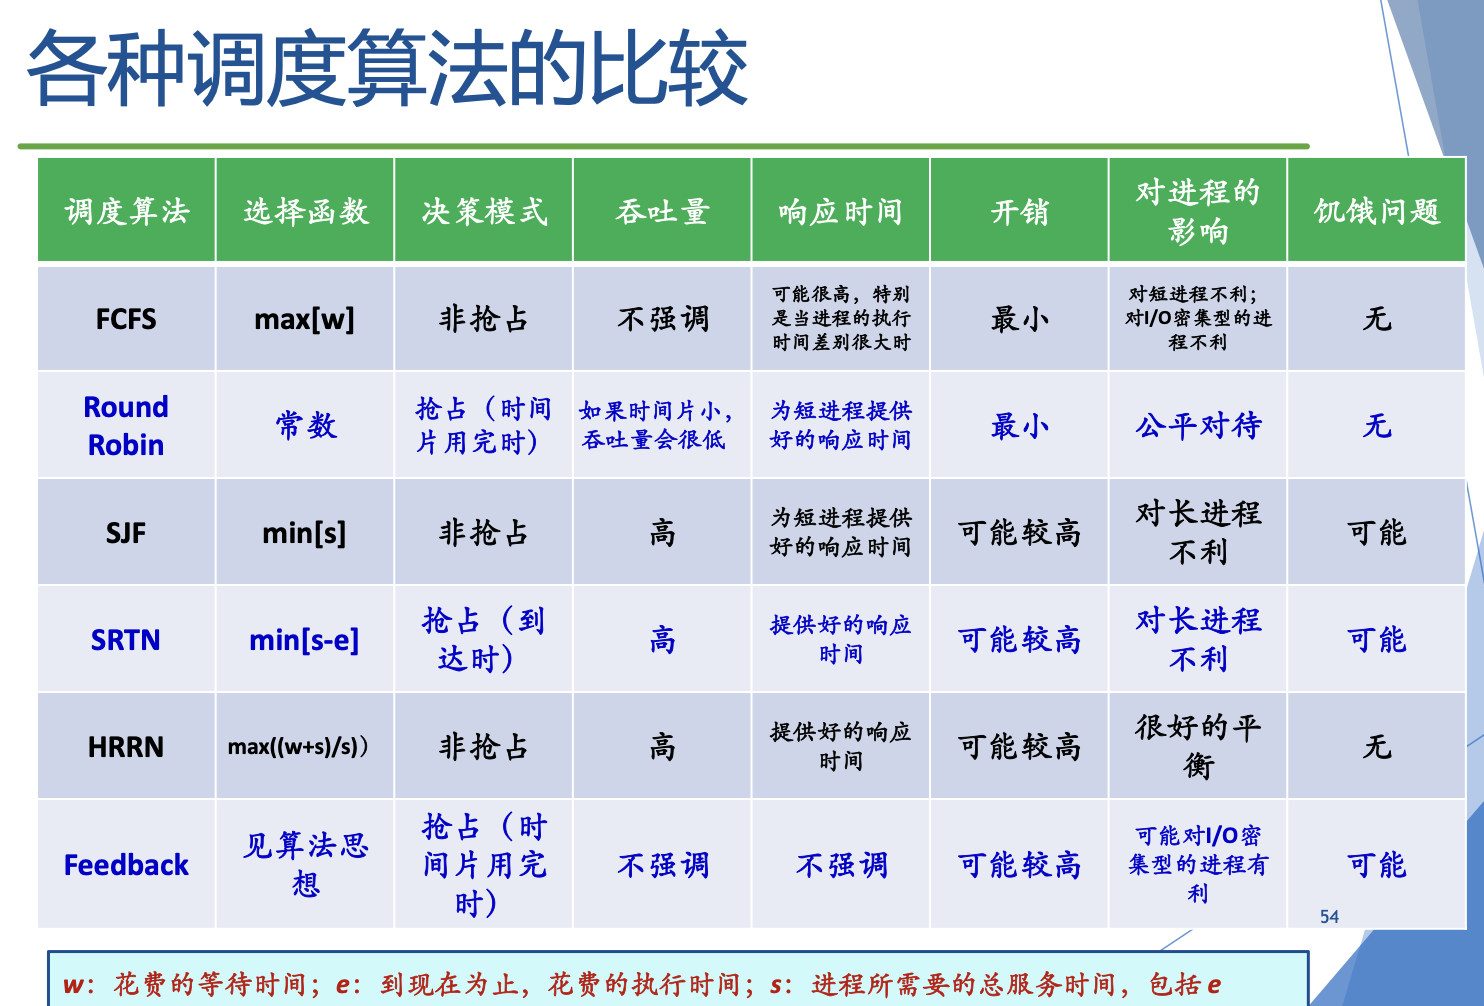 各种调度算法的比较
调度算法
选择函数
决策模式
吞吐量
响应时间
开销
对进程的
影响
饥饿问题
FCFS
max[w]
非抢占
不强调
可能很高，特别
是当进程的执行
时间差别很大时
最小
对短进程不利；
对I/O密集型的进
程不利
无
Round
Robin
常数
抢占（时间
片用完时）
如果时间片小，
吞吐量会很低
为短进程提供
好的响应时间
最小
公平对待
无
SJF
min[s]
非抢占
高
为短进程提供
好的响应时间
可能较高
对长进程
不利
可能
SRTN
min[s-e]
抢占（到
达时）
高
提供好的响应
时间
可能较高
对长进程
不利
可能
HRRN
max((w+s)/s)）
非抢占
高
提供好的响应
时间
可能较高
很好的平
衡
无
Feedback
见算法思
想
抢占（时
间片用完
时）
不强调
不强调
可能较高
可能对I/O密
集型的进程有
利
可能
54
w：花费的等待时间；e：到现在为止，花费的执行时间；s：进程所需要的总服务时间，包括e